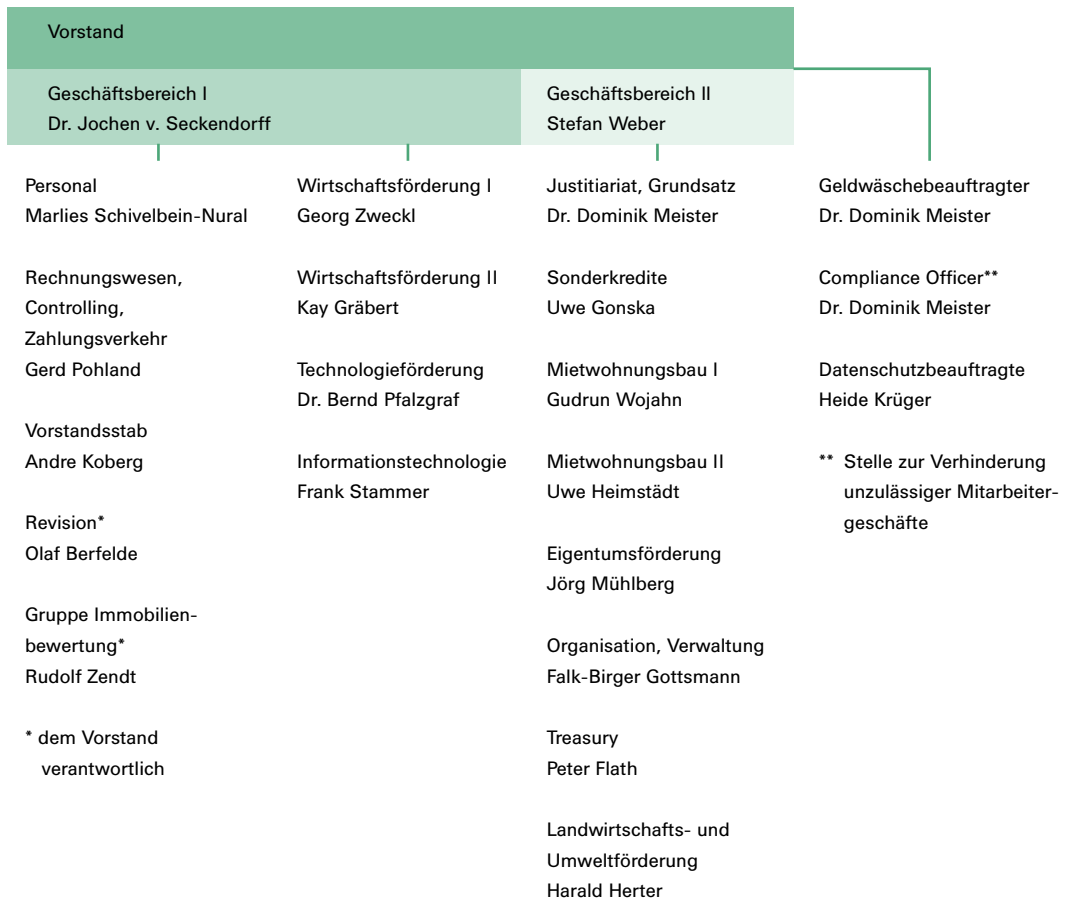 Vorstand
Geschäftsbereich I
Dr. Jochen v. Seckendorff
Geschäftsbereich II
Stefan Weber
Personal
Marlies Schivelbein-Nural
Rechnungswesen,
Controlling,
Zahlungsverkehr
Gerd Pohland
Vorstandsstab
Andre Koberg
Revision*
Olaf Berfelde
Gruppe Immobilien-
bewertung*
Rudolf Zendt
* dem Vorstand
verantwortlich
Wirtschaftsförderung I
Georg Zweckl
Wirtschaftsförderung II
Kay Gräbert
Technologieförderung
Dr. Bernd Pfalzgraf
Informationstechnologie
Frank Stammer
Justitiariat, Grundsatz
Dr. Dominik Meister
Sonderkredite
Uwe Gonska
Mietwohnungsbau I
Gudrun Wojahn
Mietwohnungsbau II
Uwe Heimstädt
Eigentumsförderung
Jörg Mühlberg
Organisation, Verwaltung
Falk-Birger Gottsmann
Treasury
Peter Flath
Landwirtschafts- und
Umweltförderung
Harald Herter
Geldwäschebeauftragter
Dr. Dominik Meister
Compliance Officer**
Dr. Dominik Meister
Datenschutzbeauftragte
Heide Krüger
** Stelle zur Verhinderung
unzulässiger Mitarbeiter-
geschäfte